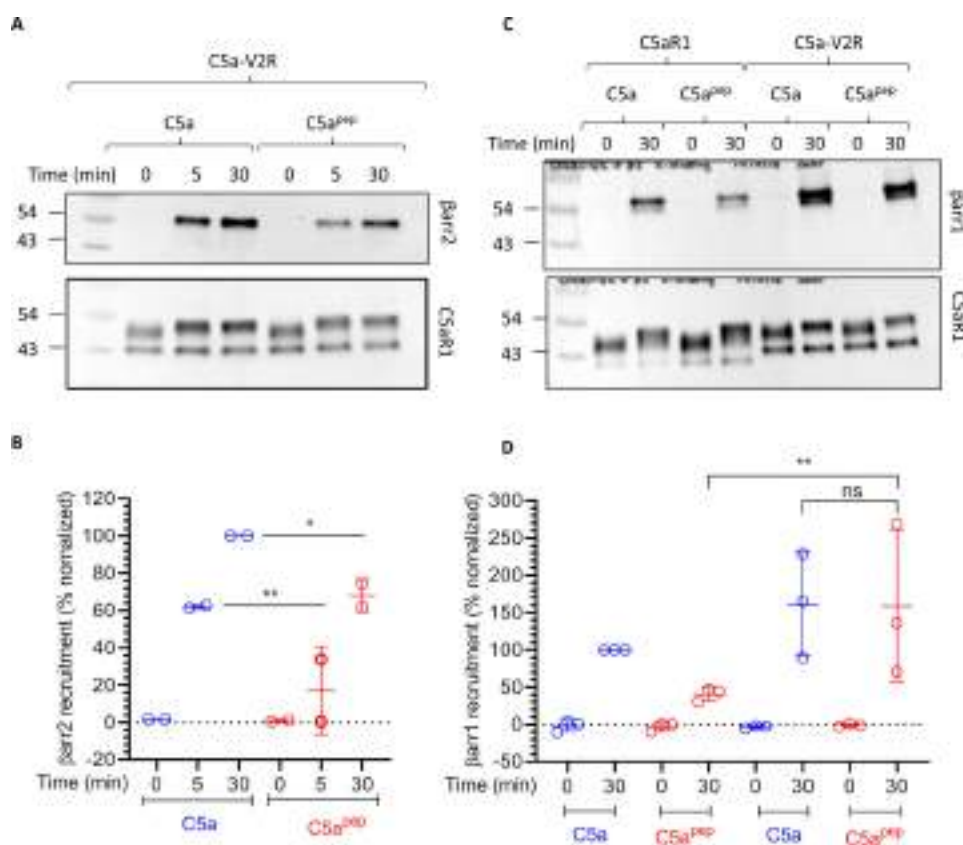 A
C5a-V2R
C5a C5aᵖᵉᵖ
Time (min) 0 5 30 0 5 30
54
43
βarr2
54
43
C5aR1
C
C5aR1 C5a-V2R
C5a C5aᵖᵉᵖ C5a C5aᵖᵉᵖ
Time (min) 0 30 0 30 0 30 0 30
54
43
βarr1
54
43
C5aR1
B
βarr2 recruitment (% normalized)
120
100
80
60
40
20
0
-20
*
**
Time (min) 0 5 30 0 5 30
C5a C5aᵖᵉᵖ
D
βarr1 recruitment (% normalized)
300
250
200
150
100
50
0
-50
**
ns
Time (min) 0 30 0 30 0 30 0 30
C5a C5aᵖᵉᵖ C5a C5aᵖᵉᵖ